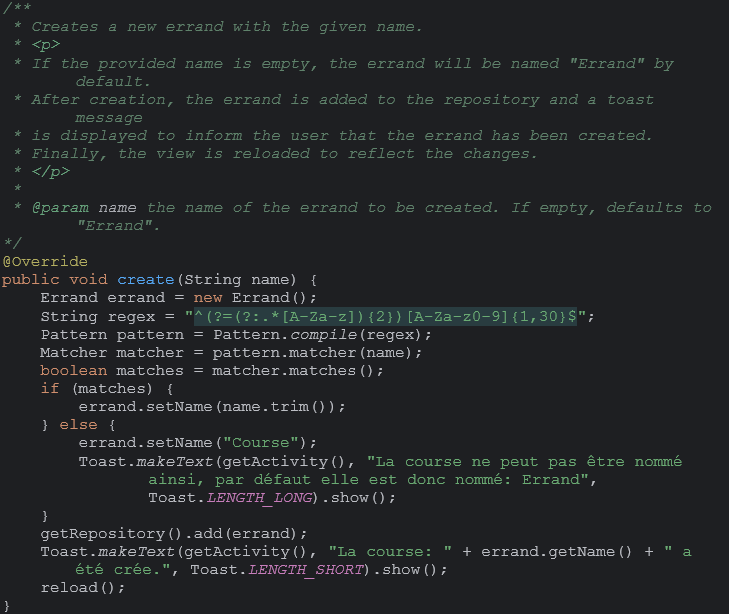 /**
* Creates a new errand with the given name.
* <p>
* If the provided name is empty, the errand will be named "Errand" by
default.
* After creation, the errand is added to the repository and a toast
message
* is displayed to inform the user that the errand has been created.
* Finally, the view is reloaded to reflect the changes.
* </p>
*
* @param name the name of the errand to be created. If empty, defaults to
"Errand".
*/
@Override
public void create(String name) {
Errand errand = new Errand();
String regex = "^(?=(?:.*[A-Za-z]){2})[A-Za-z0-9]{1,30}$";
Pattern pattern = Pattern.compile(regex);
Matcher matcher = pattern.matcher(name);
boolean matches = matcher.matches();
if (matches) {
errand.setName(name.trim());
} else {
errand.setName("Course");
Toast.makeText(getActivity(), "La course ne peut pas être nommé
ainsi, par défaut elle est donc nommé: Errand",
Toast.LENGTH_LONG).show();
}
getRepository().add(errand);
Toast.makeText(getActivity(), "La course: " + errand.getName() + " a
été crée.", Toast.LENGTH_SHORT).show();
reload();
}